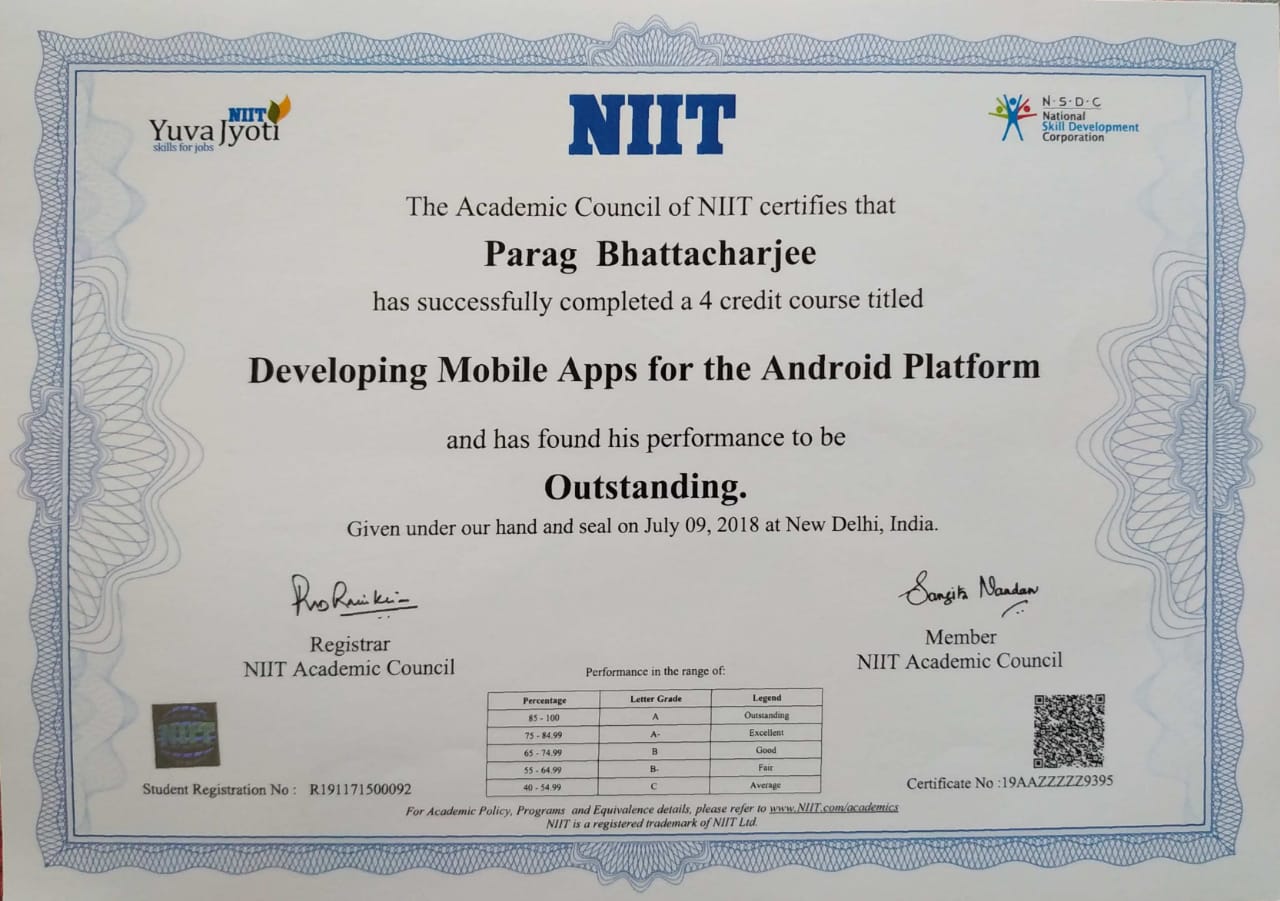 NIIT
Yuva Jyoti
skills for jobs
NIIT
N·S·D·C
National
Skill Development
Corporation
The Academic Council of NIIT certifies that
Parag Bhattacharjee
has successfully completed a 4 credit course titled
Developing Mobile Apps for the Android Platform
and has found his performance to be
Outstanding.
Given under our hand and seal on July 09, 2018 at New Delhi, India.
Sangita Nandan
Registrar
NIIT Academic Council
Member
NIIT Academic Council
Performance in the range of:
Percentage Letter Grade Legend
85 - 100 A Outstanding
75 - 84.99 A- Excellent
65 - 74.99 B Good
55 - 64.99 B- Fair
40 - 54.99 C Average
NIIT
Student Registration No : R191171500092
Certificate No :19AAZZZZZ9395
For Academic Policy, Programs and Equivalence details, please refer to www.NIIT.com/academics
NIIT is a registered trademark of NIIT Ltd.